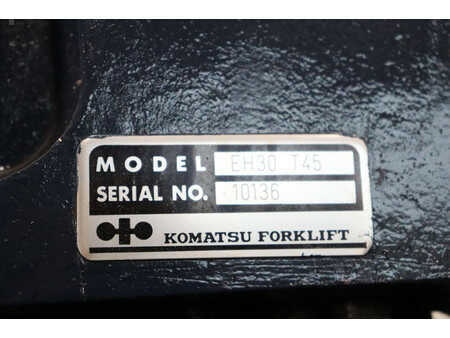 MODEL EH30 T45
SERIAL NO. 10136
KOMATSU FORKLIFT